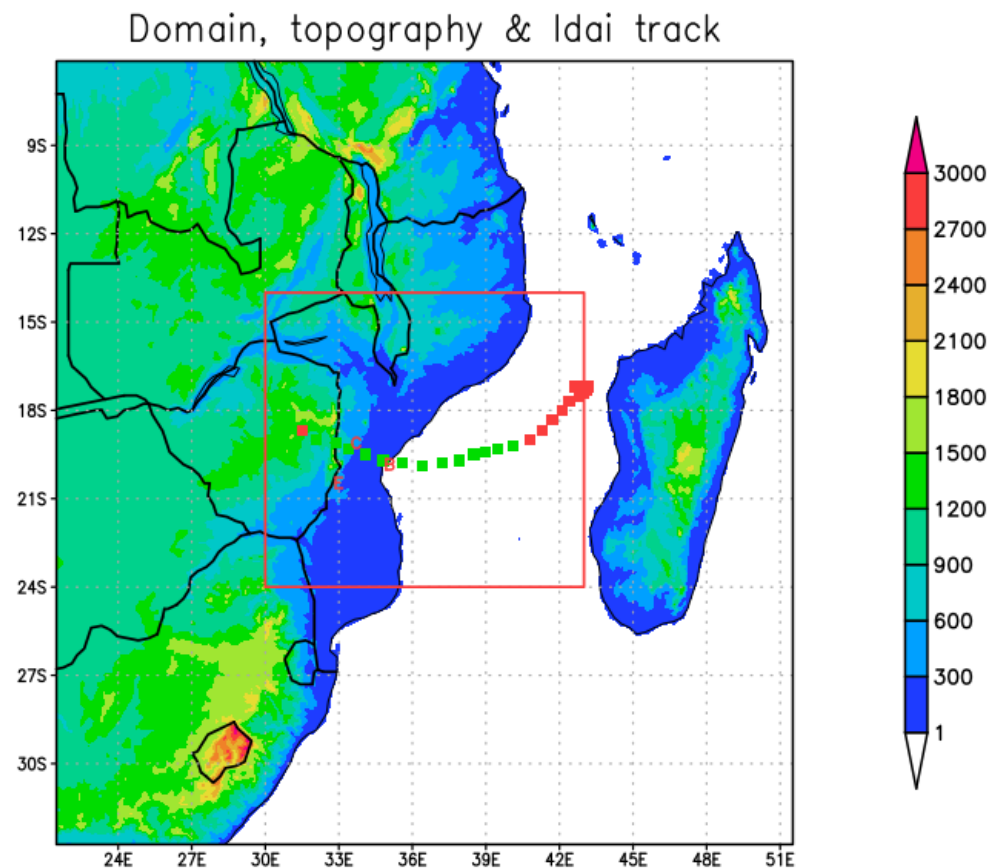 Domain, topography & Idai track
9S
12S
15S
18S
21S
24S
27S
30S
24E
27E
30E
33E
36E
39E
42E
45E
48E
51E
C
B
E
3000
2700
2400
2100
1800
1500
1200
900
600
300
1